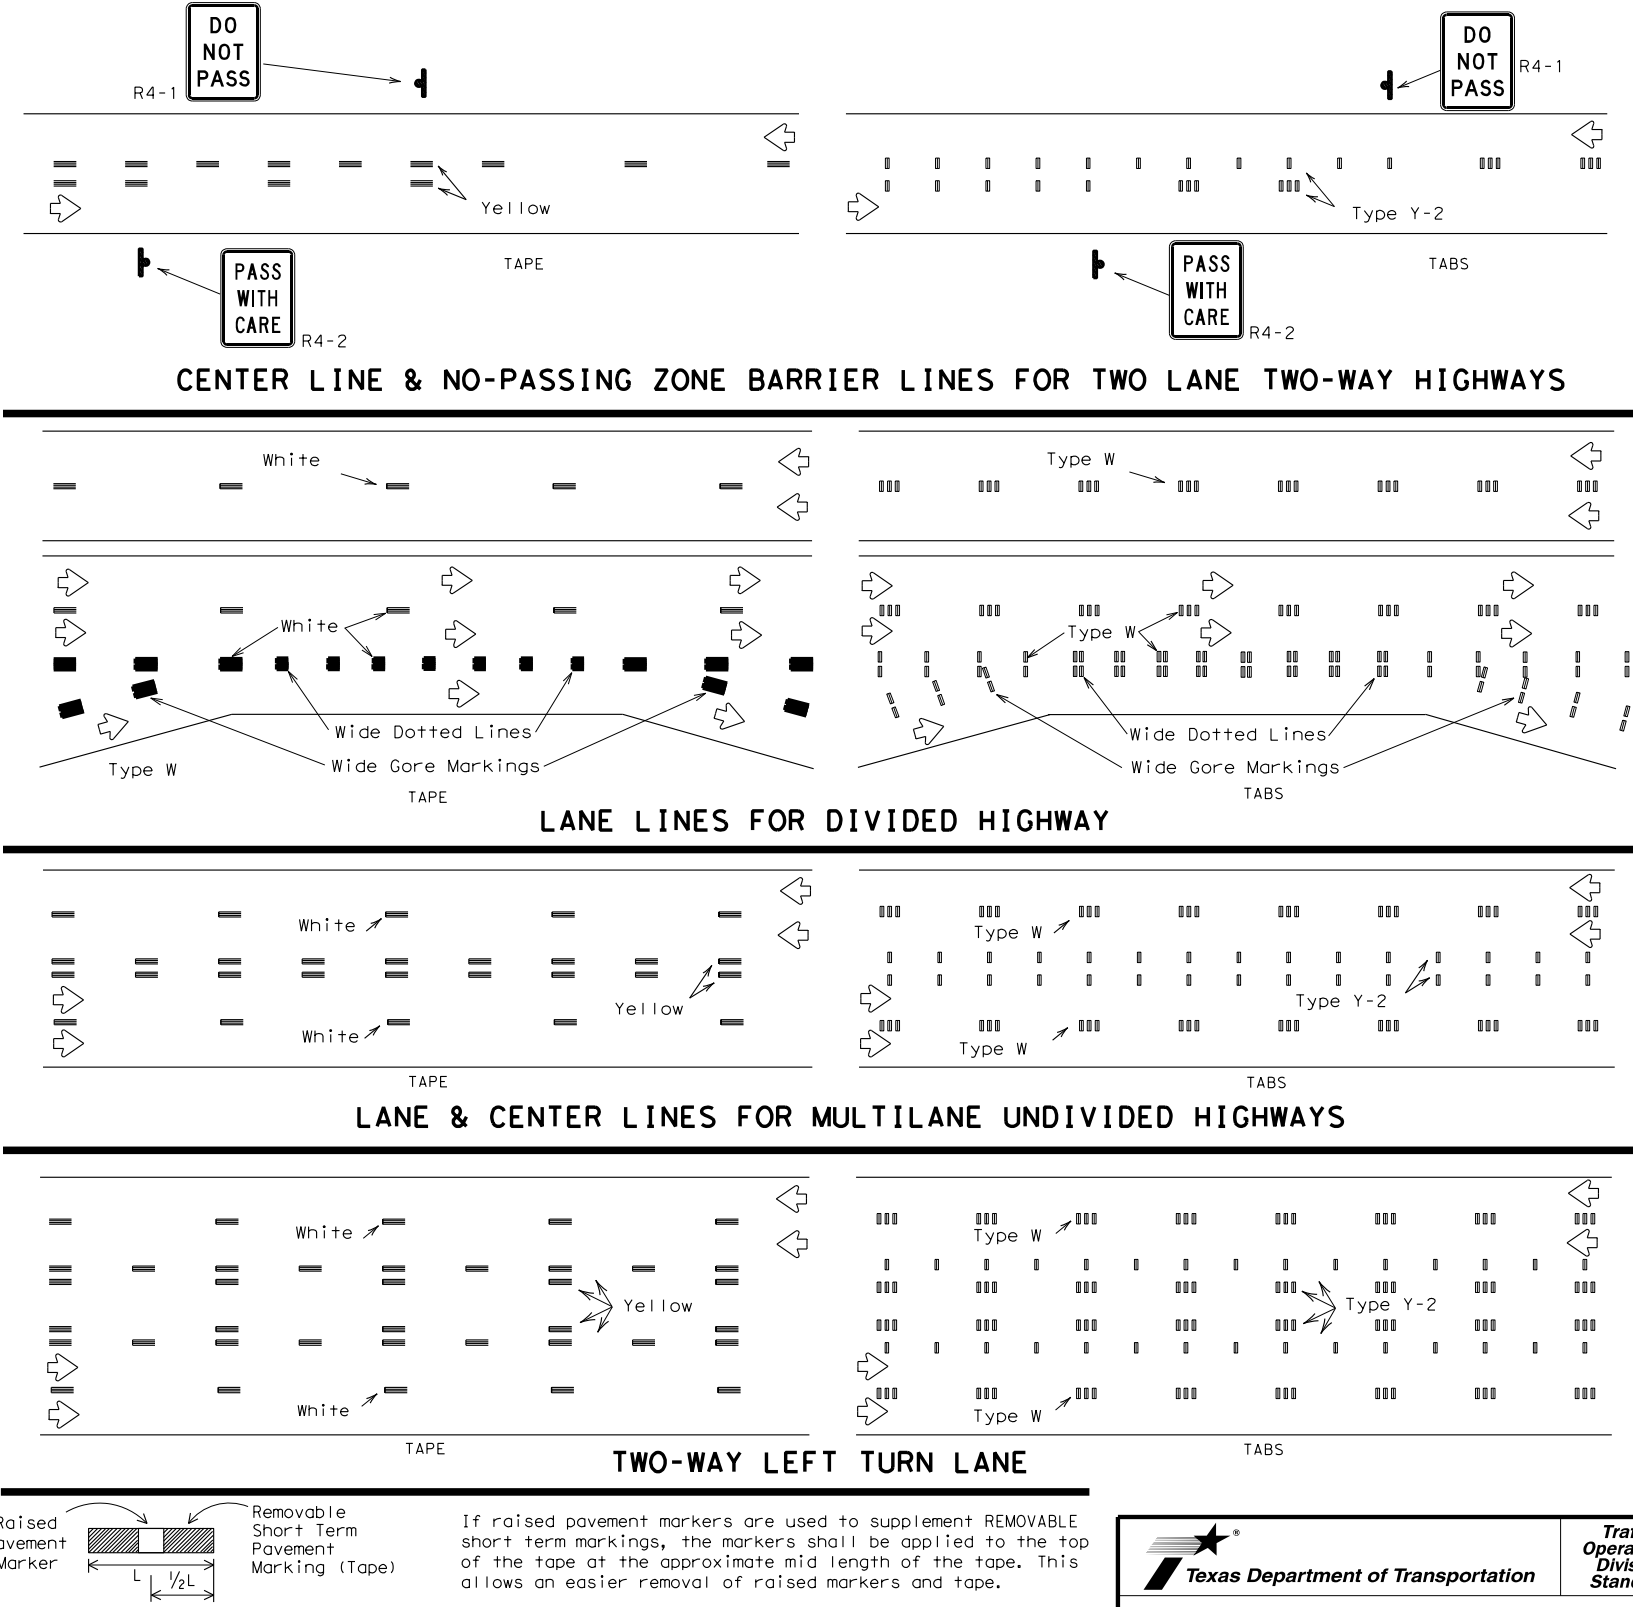 DO
NOT
PASS
R4-1
DO
NOT
PASS
R4-1
Yellow
Type Y-2
PASS
WITH
CARE
R4-2
TAPE
PASS
WITH
CARE
R4-2
TABS
CENTER LINE & NO-PASSING ZONE BARRIER LINES FOR TWO LANE TWO-WAY HIGHWAYS
White
Type W
White
Type W
Wide Dotted Lines
Wide Dotted Lines
Type W
Wide Gore Markings
Wide Gore Markings
TAPE
TABS
LANE LINES FOR DIVIDED HIGHWAY
White
Type W
Yellow
Type Y-2
White
Type W
TAPE
TABS
LANE & CENTER LINES FOR MULTILANE UNDIVIDED HIGHWAYS
White
Type W
Yellow
Type Y-2
White
Type W
TAPE
TABS
TWO-WAY LEFT TURN LANE
Raised
Pavement
Marker
Removable
Short Term
Pavement
Marking (Tape)
L
1/2L
If raised pavement markers are used to supplement REMOVABLE
short term markings, the markers shall be applied to the top
of the tape at the approximate mid length of the tape. This
allows an easier removal of raised markers and tape.
®
Texas Department of Transportation